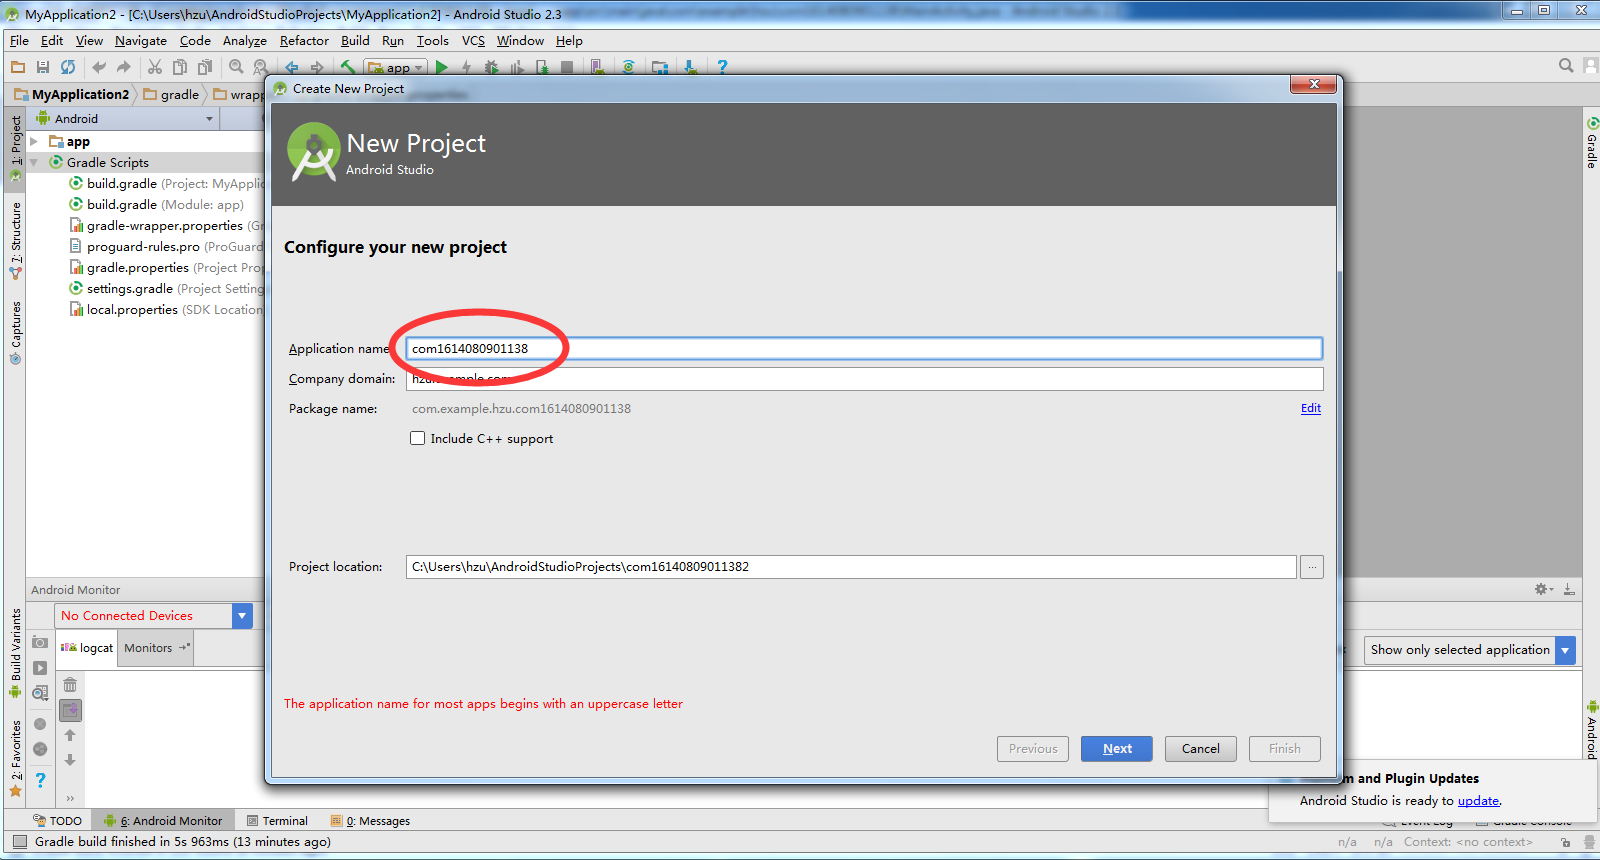 MyApplication2 - [C:\Users\hzu\AndroidStudioProjects\MyApplication2] - Android Studio 2.3
File Edit View Navigate Code Analyze Refactor Build Run Tools VCS Window Help
app
MyApplication2 gradle wrapp
Create New Project
1: Project
Android
app
Gradle Scripts
build.gradle (Project: MyApplic
build.gradle (Module: app)
gradle-wrapper.properties (Gr
proguard-rules.pro (ProGuard
gradle.properties (Project Prop
settings.gradle (Project Setting
local.properties (SDK Location)
7: Structure
Captures
Gradle
New Project
Android Studio
Configure your new project
Application name
com1614080901138
Company domain:
Package name:
com.example.hzu.com1614080901138
Edit
Include C++ support
Project location:
C:\Users\hzu\AndroidStudioProjects\com16140809011382
...
The application name for most apps begins with an uppercase letter
Previous Next Cancel Finish
Android Monitor
No Connected Devices
logcat Monitors
Show only selected application
Build Variants
2: Favorites
Android
m and Plugin Updates
Android Studio is ready to update.
TODO 6: Android Monitor Terminal 0: Messages Event Log Gradle Console
Gradle build finished in 5s 963ms (13 minutes ago)
n/a n/a Context: <no context>